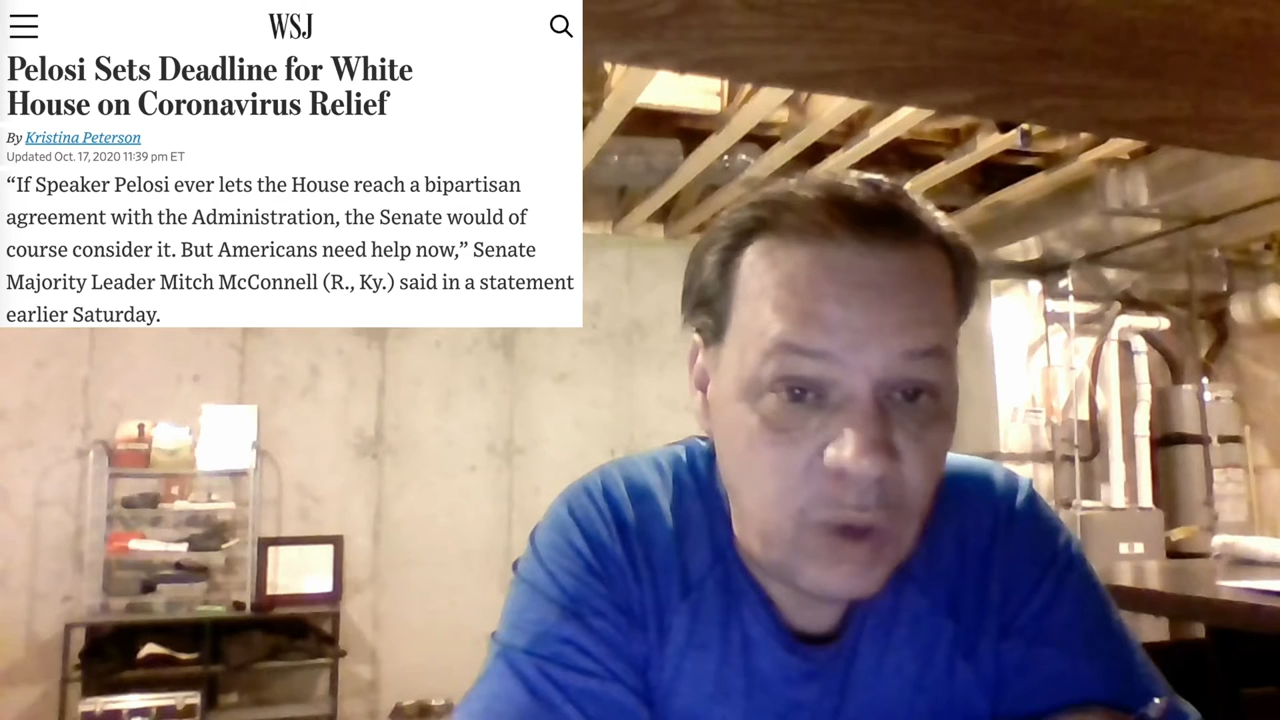 WSJ
Pelosi Sets Deadline for White
House on Coronavirus Relief
By Kristina Peterson
Updated Oct. 17, 2020 11:39 pm ET
“If Speaker Pelosi ever lets the House reach a bipartisan
agreement with the Administration, the Senate would of
course consider it. But Americans need help now,” Senate
Majority Leader Mitch McConnell (R., Ky.) said in a statement
earlier Saturday.